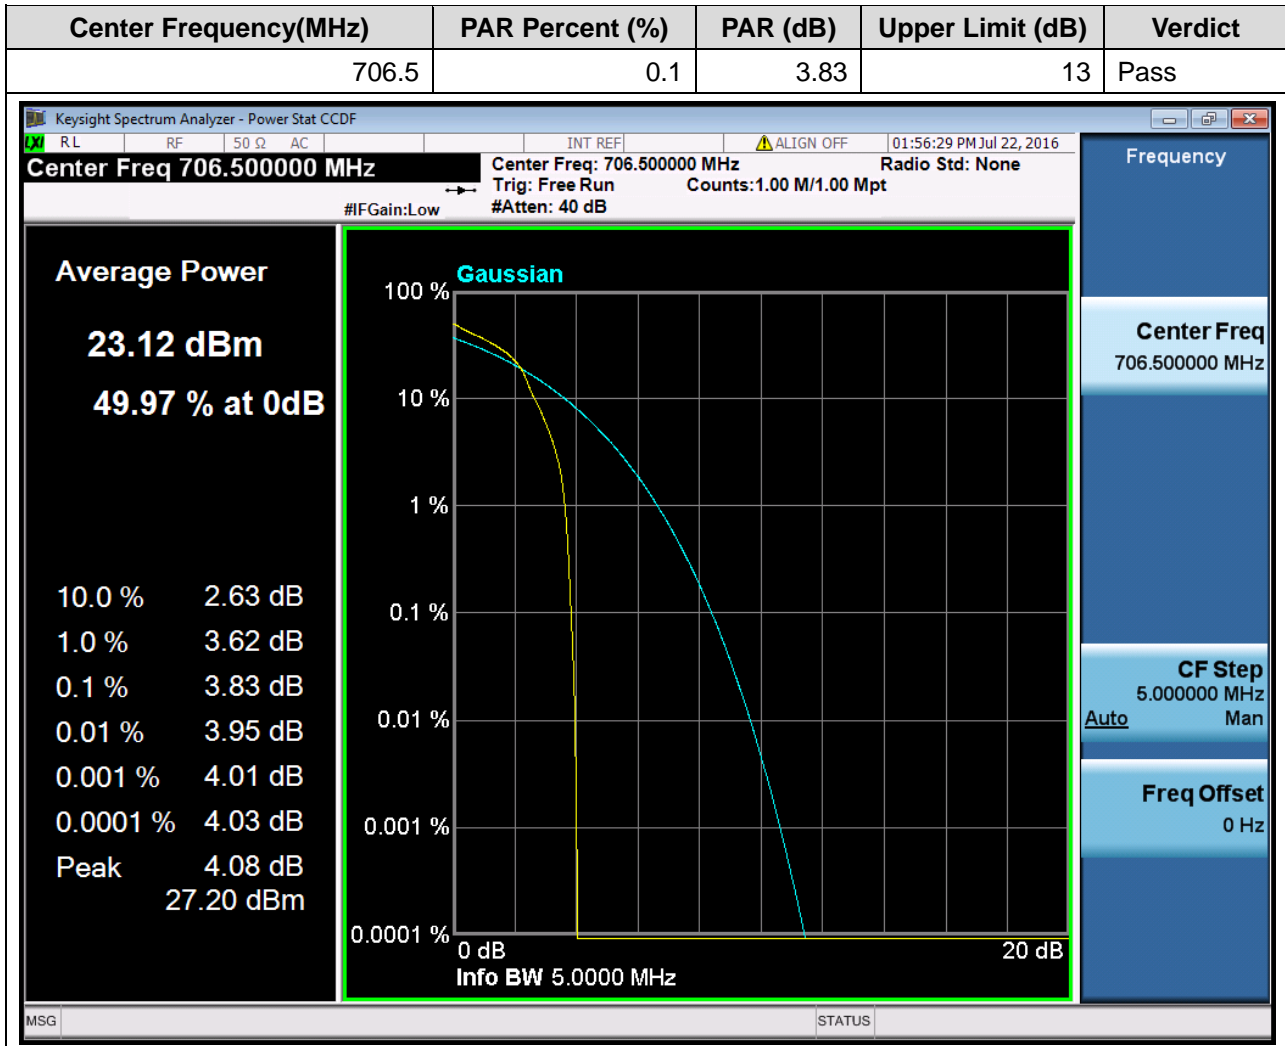 Center Frequency(MHz) PAR Percent (%) PAR (dB) Upper Limit (dB) Verdict
706.5 0.1 3.83 13 Pass
Keysight Spectrum Analyzer - Power Stat CCDF
LXI RL RF 50 Ω AC INT REF ALIGN OFF 01:56:29 PM Jul 22, 2016
Center Freq 706.500000 MHz
Center Freq: 706.500000 MHz Radio Std: None
Trig: Free Run Counts:1.00 M/1.00 Mpt
#IFGain:Low #Atten: 40 dB
Average Power
23.12 dBm
49.97 % at 0dB
10.0 % 2.63 dB
1.0 % 3.62 dB
0.1 % 3.83 dB
0.01 % 3.95 dB
0.001 % 4.01 dB
0.0001 % 4.03 dB
Peak 4.08 dB
27.20 dBm
Gaussian
100 %
10 %
1 %
0.1 %
0.01 %
0.001 %
0.0001 %
0 dB 20 dB
Info BW 5.0000 MHz
Frequency
Center Freq
706.500000 MHz
CF Step
5.000000 MHz
Auto Man
Freq Offset
0 Hz
MSG STATUS